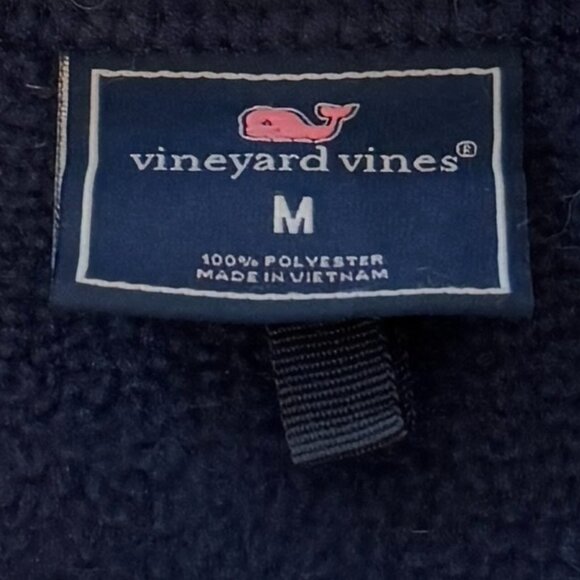 vineyard vines®
M
100% POLYESTER
MADE IN VIETNAM